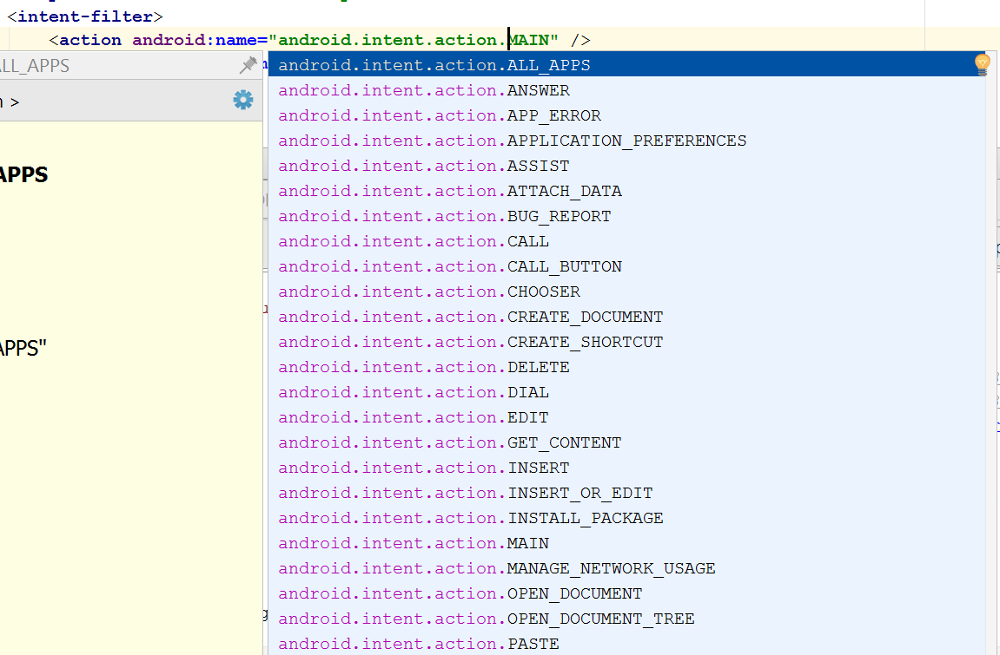 <intent-filter>
<action android:name="android.intent.action.MAIN" />
LL_APPS
>
APPS
APPS"
android.intent.action.ALL_APPS
android.intent.action.ANSWER
android.intent.action.APP_ERROR
android.intent.action.APPLICATION_PREFERENCES
android.intent.action.ASSIST
android.intent.action.ATTACH_DATA
android.intent.action.BUG_REPORT
android.intent.action.CALL
android.intent.action.CALL_BUTTON
android.intent.action.CHOOSER
android.intent.action.CREATE_DOCUMENT
android.intent.action.CREATE_SHORTCUT
android.intent.action.DELETE
android.intent.action.DIAL
android.intent.action.EDIT
android.intent.action.GET_CONTENT
android.intent.action.INSERT
android.intent.action.INSERT_OR_EDIT
android.intent.action.INSTALL_PACKAGE
android.intent.action.MAIN
android.intent.action.MANAGE_NETWORK_USAGE
android.intent.action.OPEN_DOCUMENT
android.intent.action.OPEN_DOCUMENT_TREE
android.intent.action.PASTE